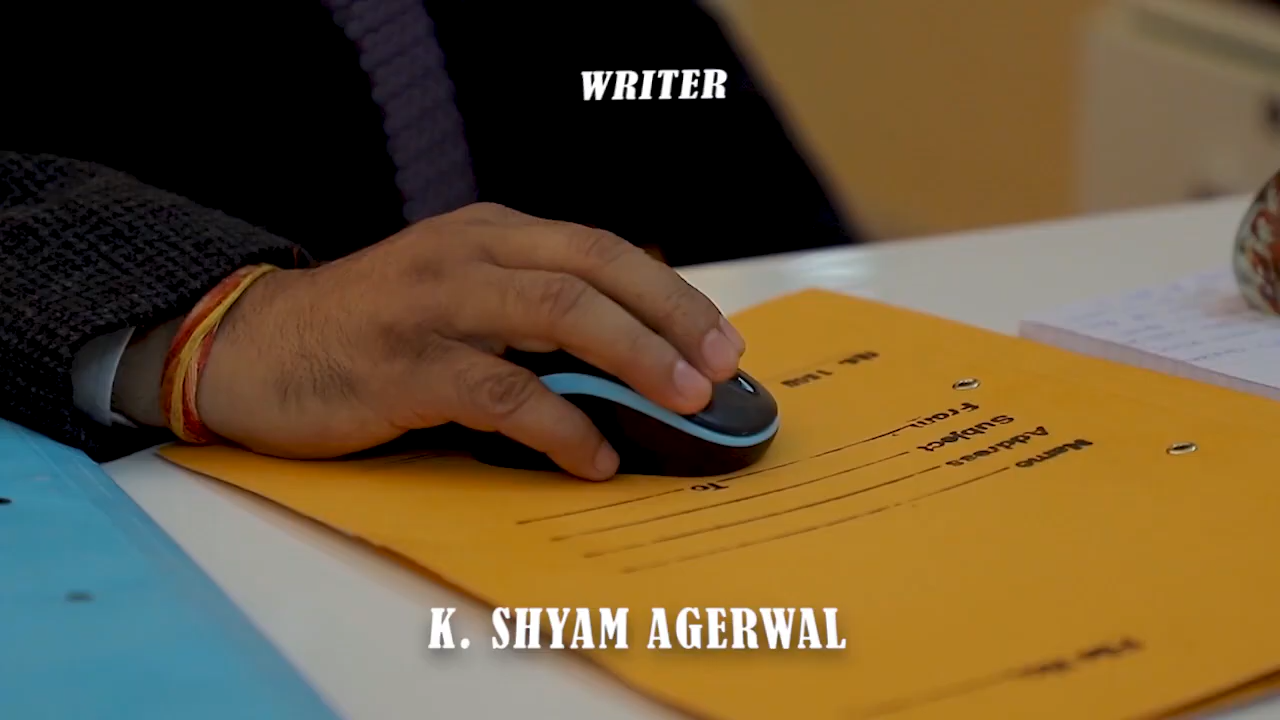 WRITER
Name
Address
Subject
From
To
K. SHYAM AGERWAL